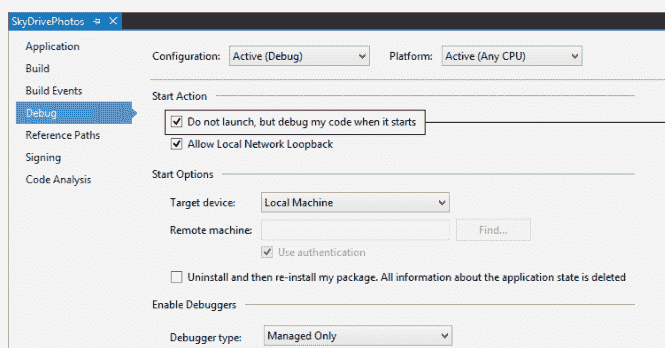 SkyDrivePhotos
Application
Build
Build Events
Debug
Reference Paths
Signing
Code Analysis
Configuration: Active (Debug) Platform: Active (Any CPU)
Start Action
Do not launch, but debug my code when it starts
Allow Local Network Loopback
Start Options
Target device: Local Machine
Remote machine: Find...
Use authentication
Uninstall and then re-install my package. All information about the application state is deleted
Enable Debuggers
Debugger type: Managed Only